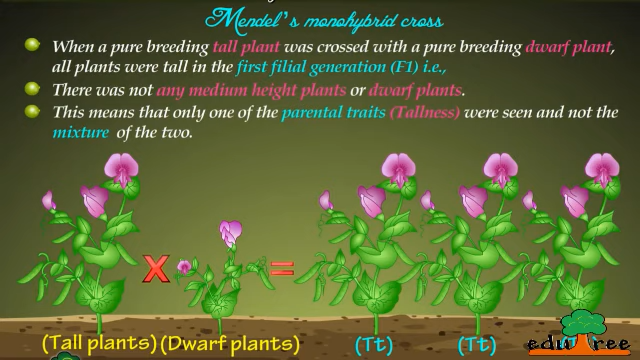 Mendel's monohybrid cross
When a pure breeding tall plant was crossed with a pure breeding dwarf plant,
all plants were tall in the first filial generation (F1) i.e.,
There was not any medium height plants or dwarf plants.
This means that only one of the parental traits (Tallness) were seen and not the
mixture of the two.
X =
(Tall plants) (Dwarf plants) (Tt) (Tt)
edu Tree